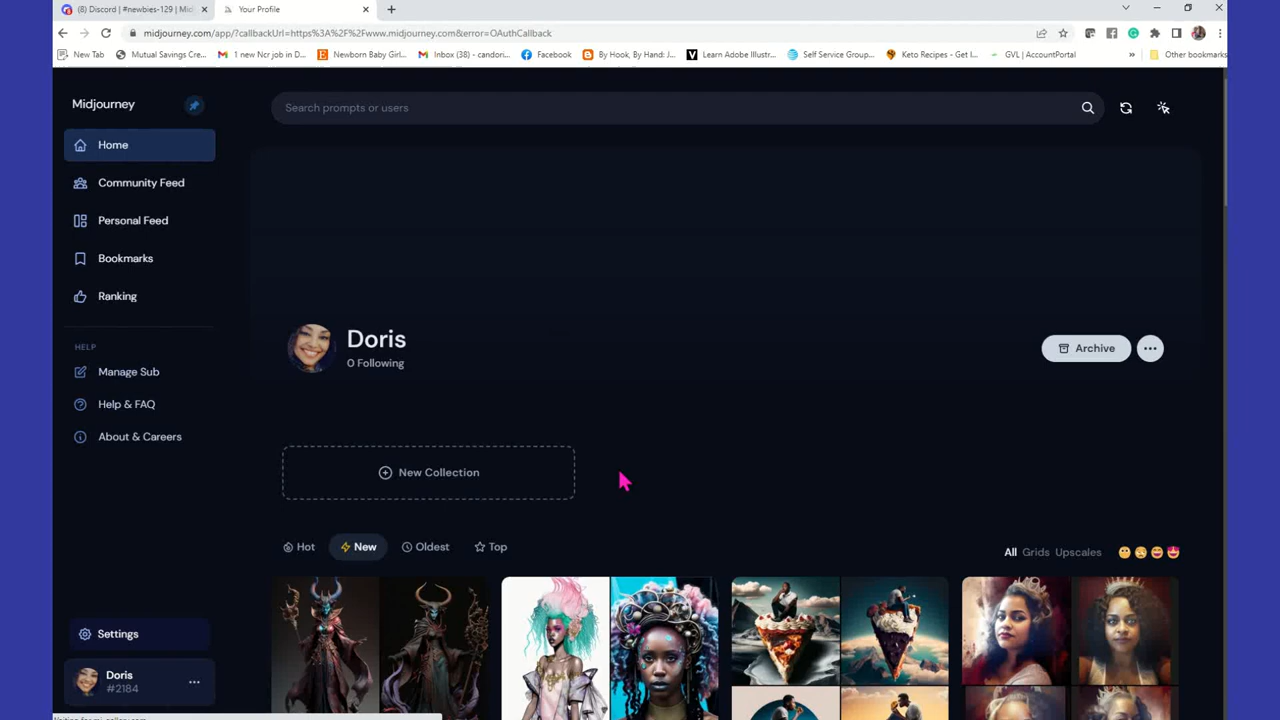 (8) Discord | #newbies-129 | Midj
Your Profile
midjourney.com/app/?callbackUrl=https%3A%2F%2Fwww.midjourney.com&error=OAuthCallback
New Tab
Mutual Savings Cre...
1 new Ncr job in D...
Newborn Baby Girl...
Inbox (38) - candori...
Facebook
By Hook, By Hand: J...
Learn Adobe Illustr...
Self Service Group...
Keto Recipes - Get I...
GVL | AccountPortal
»
Other bookmarks
Midjourney
Search prompts or users
Home
Community Feed
Personal Feed
Bookmarks
Ranking
HELP
Manage Sub
Help & FAQ
About & Careers
Doris
0 Following
Archive
New Collection
Hot
New
Oldest
Top
All Grids Upscales
Settings
Doris
#2184